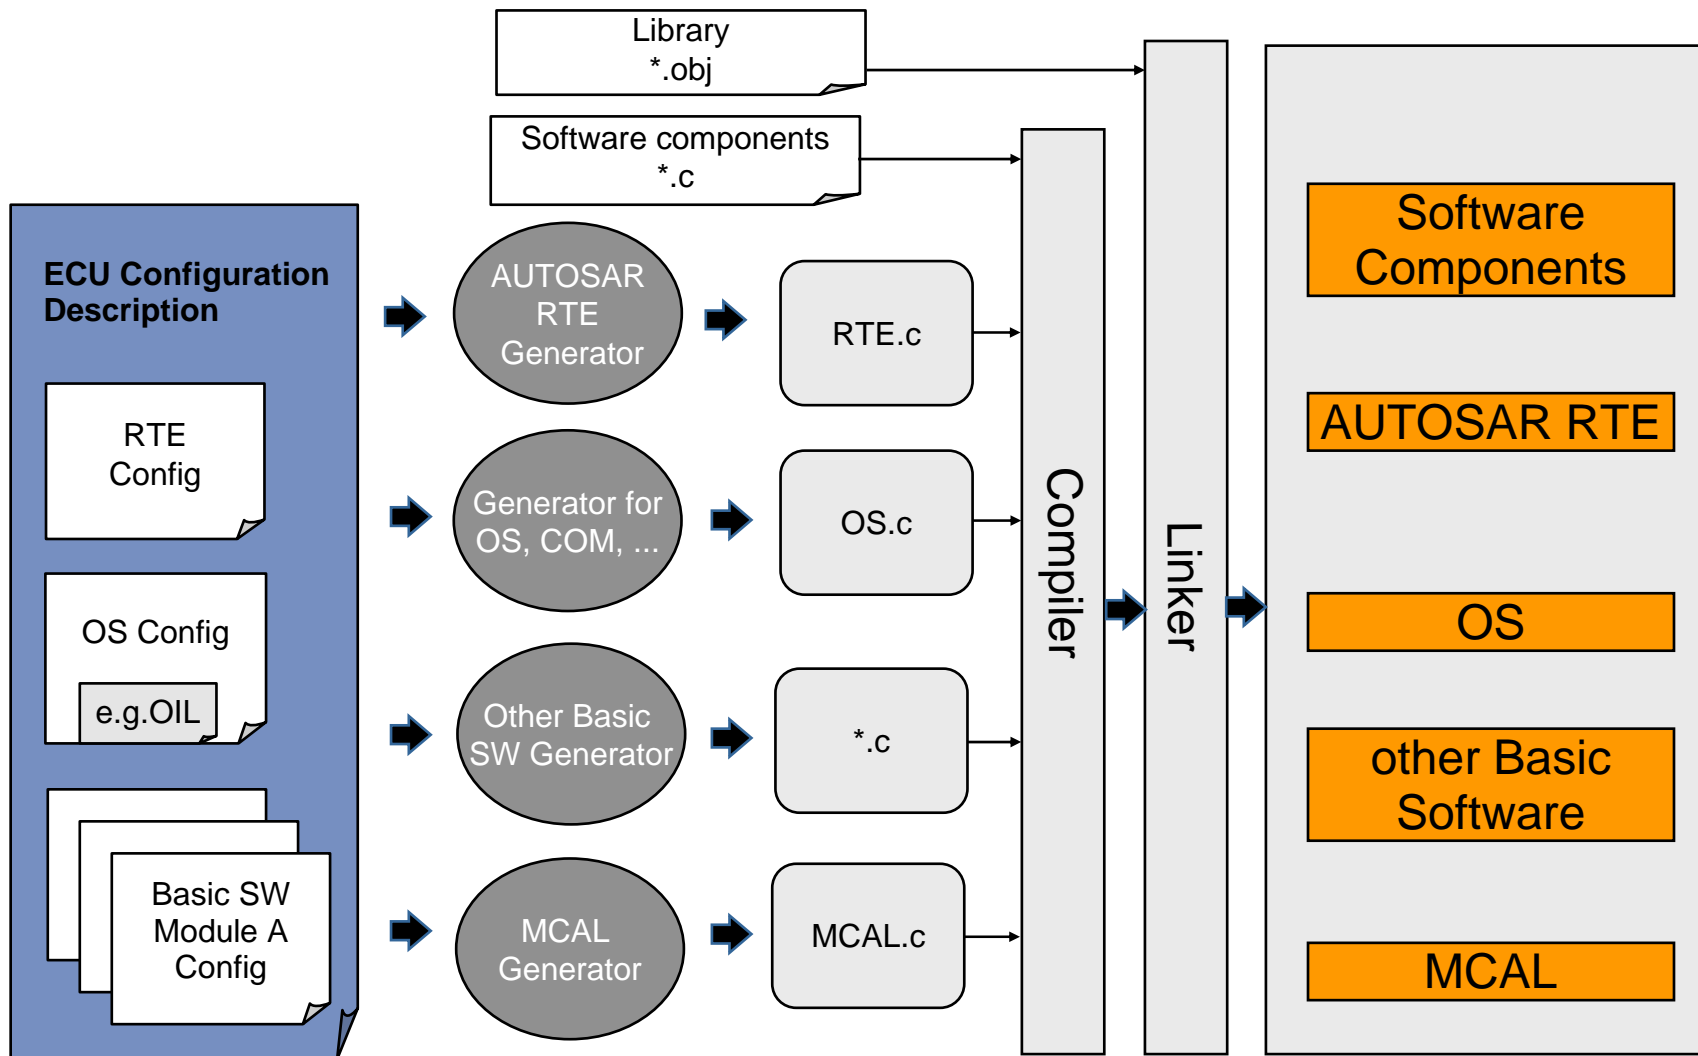 Library
*.obj
Software components
*.c
ECU Configuration
Description
RTE
Config
OS Config
e.g.OIL
Basic SW
Module A
Config
AUTOSAR
RTE
Generator
Generator for
OS, COM, ...
Other Basic
SW Generator
MCAL
Generator
RTE.c
OS.c
*.c
MCAL.c
Compiler
Linker
Software
Components
AUTOSAR RTE
OS
other Basic
Software
MCAL